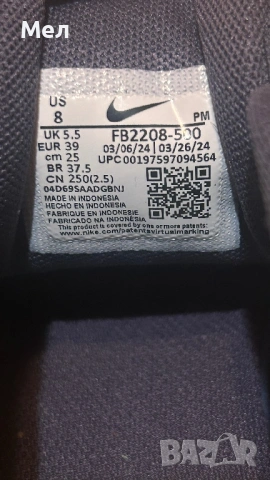 Мел
US
8
PM
UK 5.5
EUR 39
cm 25
BR 37.5
CN 250(2.5)
FB2208-500
03/06/24 | 03/26/24
UPC 00197597094564
04D69SAADGBNJ
MADE IN INDONESIA
HECHO EN INDONESIA
FABRIQUE EN INDONESIE
FABRICADO NA INDONESIA
This product is covered by one or more patents:
www.nike.com/patentsvirtualmarking
BAZAR